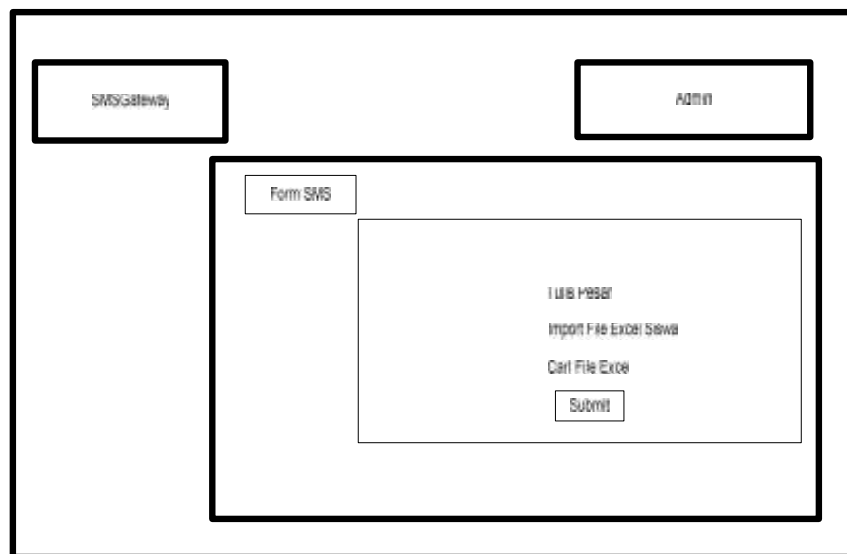 SMSGateway
Admin
Form SMS
Tulis Pesan
Import File Excel Siswa
Cari File Excel
Submit